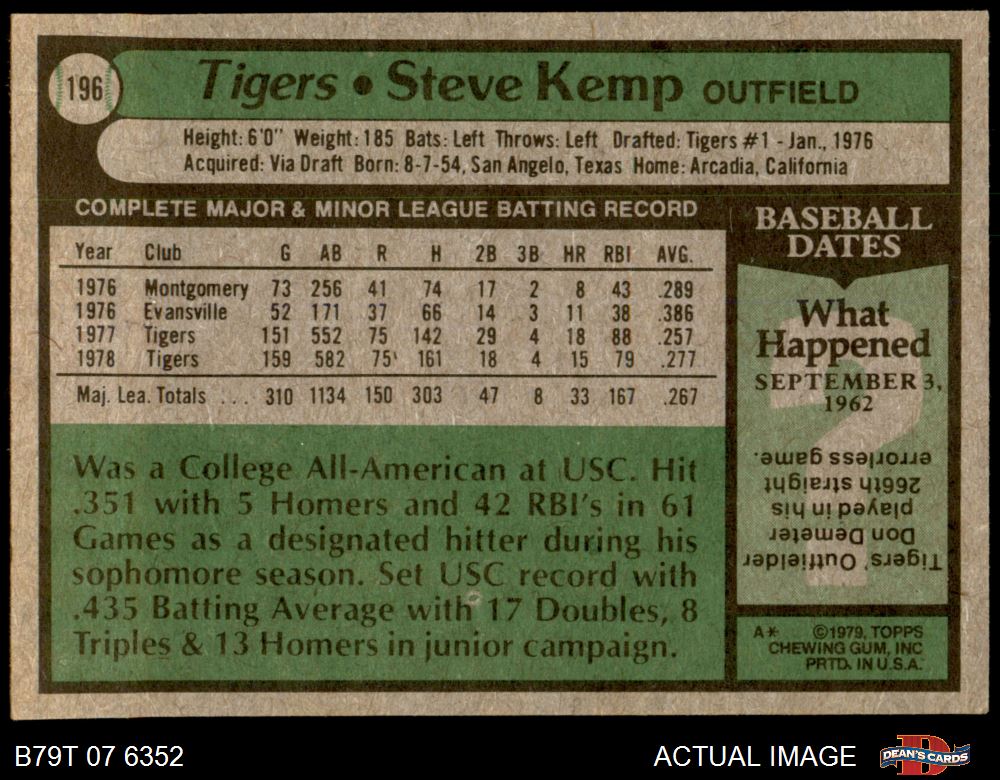 196
Tigers • Steve Kemp OUTFIELD
Height: 6'0" Weight: 185 Bats: Left Throws: Left Drafted: Tigers #1 - Jan., 1976
Acquired: Via Draft Born: 8-7-54, San Angelo, Texas Home: Arcadia, California
COMPLETE MAJOR & MINOR LEAGUE BATTING RECORD
Year Club G AB R H 2B 3B HR RBI AVG.
1976 Montgomery 73 256 41 74 17 2 8 43 .289
1976 Evansville 52 171 37 66 14 3 11 38 .386
1977 Tigers 151 552 75 142 29 4 18 88 .257
1978 Tigers 159 582 75 161 18 4 15 79 .277
Maj. Lea. Totals ... 310 1134 150 303 47 8 33 167 .267
Was a College All-American at USC. Hit
.351 with 5 Homers and 42 RBI's in 61
Games as a designated hitter during his
sophomore season. Set USC record with
.435 Batting Average with 17 Doubles, 8
Triples & 13 Homers in junior campaign.
BASEBALL
DATES
What
Happened
SEPTEMBER 3,
1962
?
Tigers' Outfielder
Don Demeter
played in his
266th straight
errorless game.
A* ©1979, TOPPS
CHEWING GUM, INC
PRTD. IN U.S.A.
B79T 07 6352
ACTUAL IMAGE
D
DEAN'S CARDS